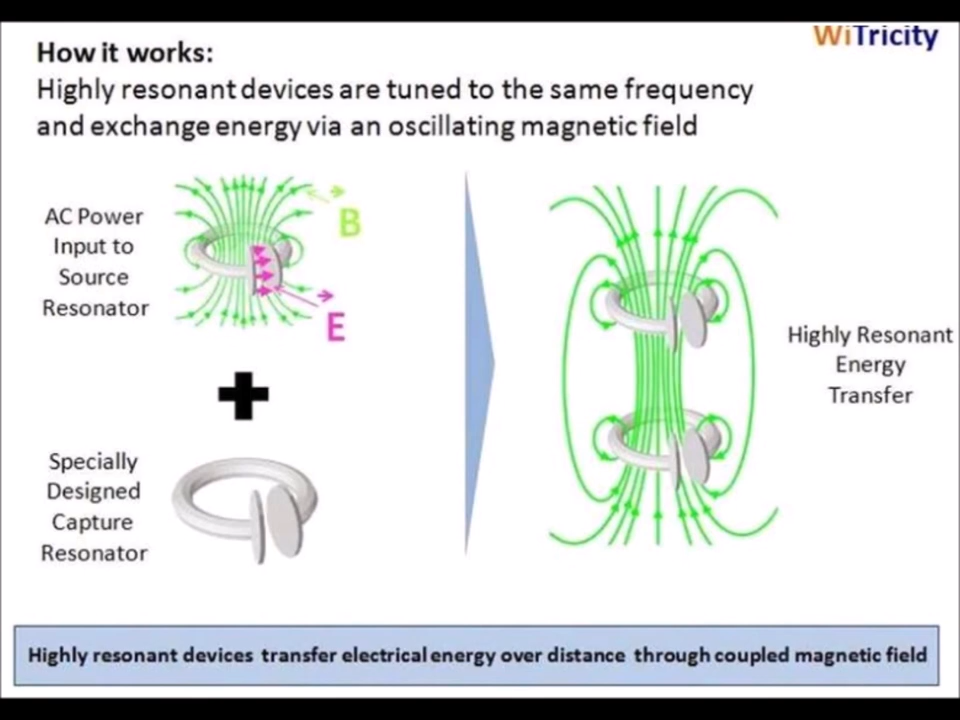 WiTricity
How it works:
Highly resonant devices are tuned to the same frequency
and exchange energy via an oscillating magnetic field
AC Power
Input to
Source
Resonator
B
E
Specially
Designed
Capture
Resonator
Highly Resonant
Energy
Transfer
Highly resonant devices transfer electrical energy over distance through coupled magnetic field